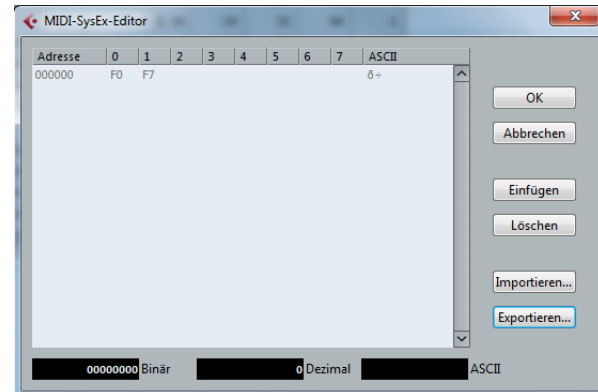 MIDI-SysEx-Editor
Adresse 0 1 2 3 4 5 6 7 ASCII
000000 F0 F7 ð÷
OK
Abbrechen
Einfügen
Löschen
Importieren...
Exportieren...
00000000 Binär 0 Dezimal ASCII